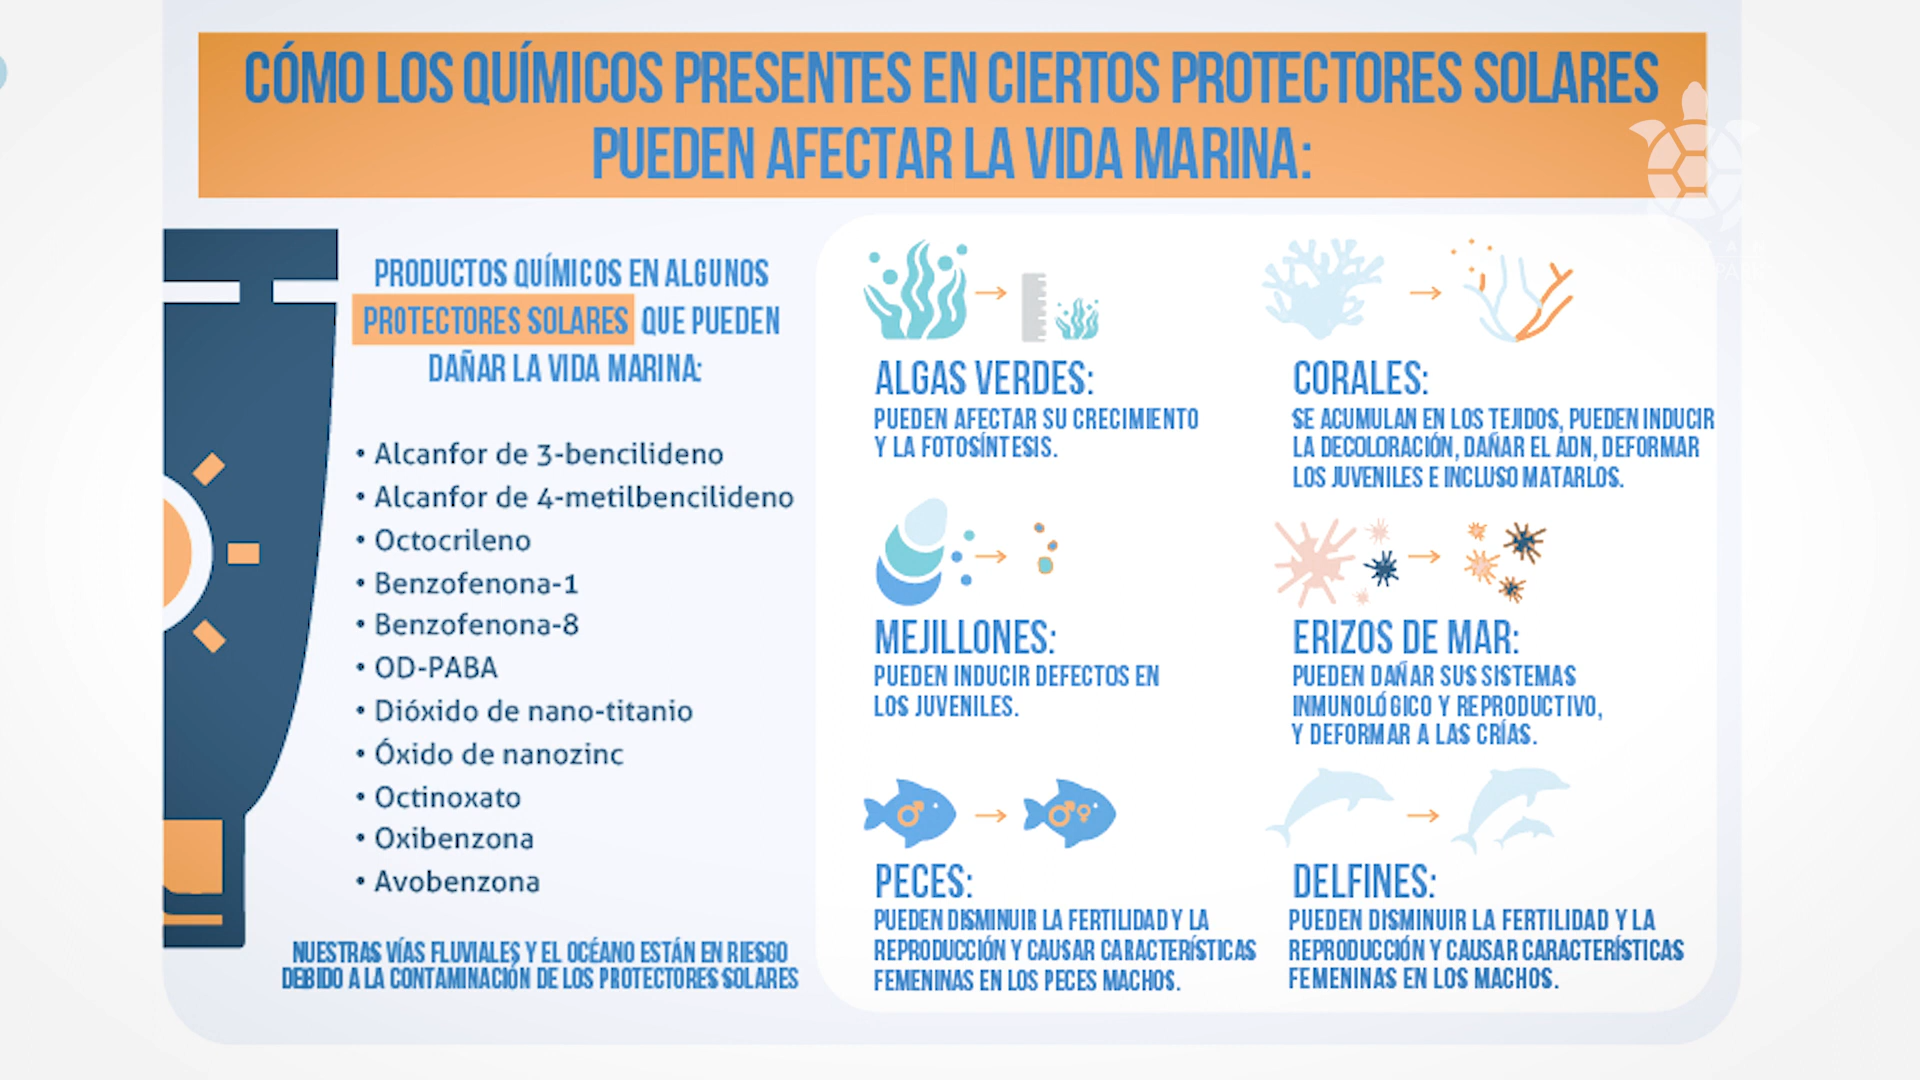 CÓMO LOS QUÍMICOS PRESENTES EN CIERTOS PROTECTORES SOLARES
PUEDEN AFECTAR LA VIDA MARINA:
PRODUCTOS QUÍMICOS EN ALGUNOS
PROTECTORES SOLARES QUE PUEDEN
DAÑAR LA VIDA MARINA:
• Alcanfor de 3-bencilideno
• Alcanfor de 4-metilbencilideno
• Octocrileno
• Benzofenona-1
• Benzofenona-8
• OD-PABA
• Dióxido de nano-titanio
• Óxido de nanozinc
• Octinoxato
• Oxibenzona
• Avobenzona
NUESTRAS VÍAS FLUVIALES Y EL OCÉANO ESTÁN EN RIESGO
DEBIDO A LA CONTAMINACIÓN DE LOS PROTECTORES SOLARES
ALGAS VERDES:
PUEDEN AFECTAR SU CRECIMIENTO
Y LA FOTOSÍNTESIS.
CORALES:
SE ACUMULAN EN LOS TEJIDOS, PUEDEN INDUCIR
LA DECOLORACIÓN, DAÑAR EL ADN, DEFORMAR
LOS JUVENILES E INCLUSO MATARLOS.
MEJILLONES:
PUEDEN INDUCIR DEFECTOS EN
LOS JUVENILES.
ERIZOS DE MAR:
PUEDEN DAÑAR SUS SISTEMAS
INMUNOLÓGICO Y REPRODUCTIVO,
Y DEFORMAR A LAS CRÍAS.
PECES:
PUEDEN DISMINUIR LA FERTILIDAD Y LA
REPRODUCCIÓN Y CAUSAR CARACTERÍSTICAS
FEMENINAS EN LOS PECES MACHOS.
DELFINES:
PUEDEN DISMINUIR LA FERTILIDAD Y LA
REPRODUCCIÓN Y CAUSAR CARACTERÍSTICAS
FEMENINAS EN LOS MACHOS.